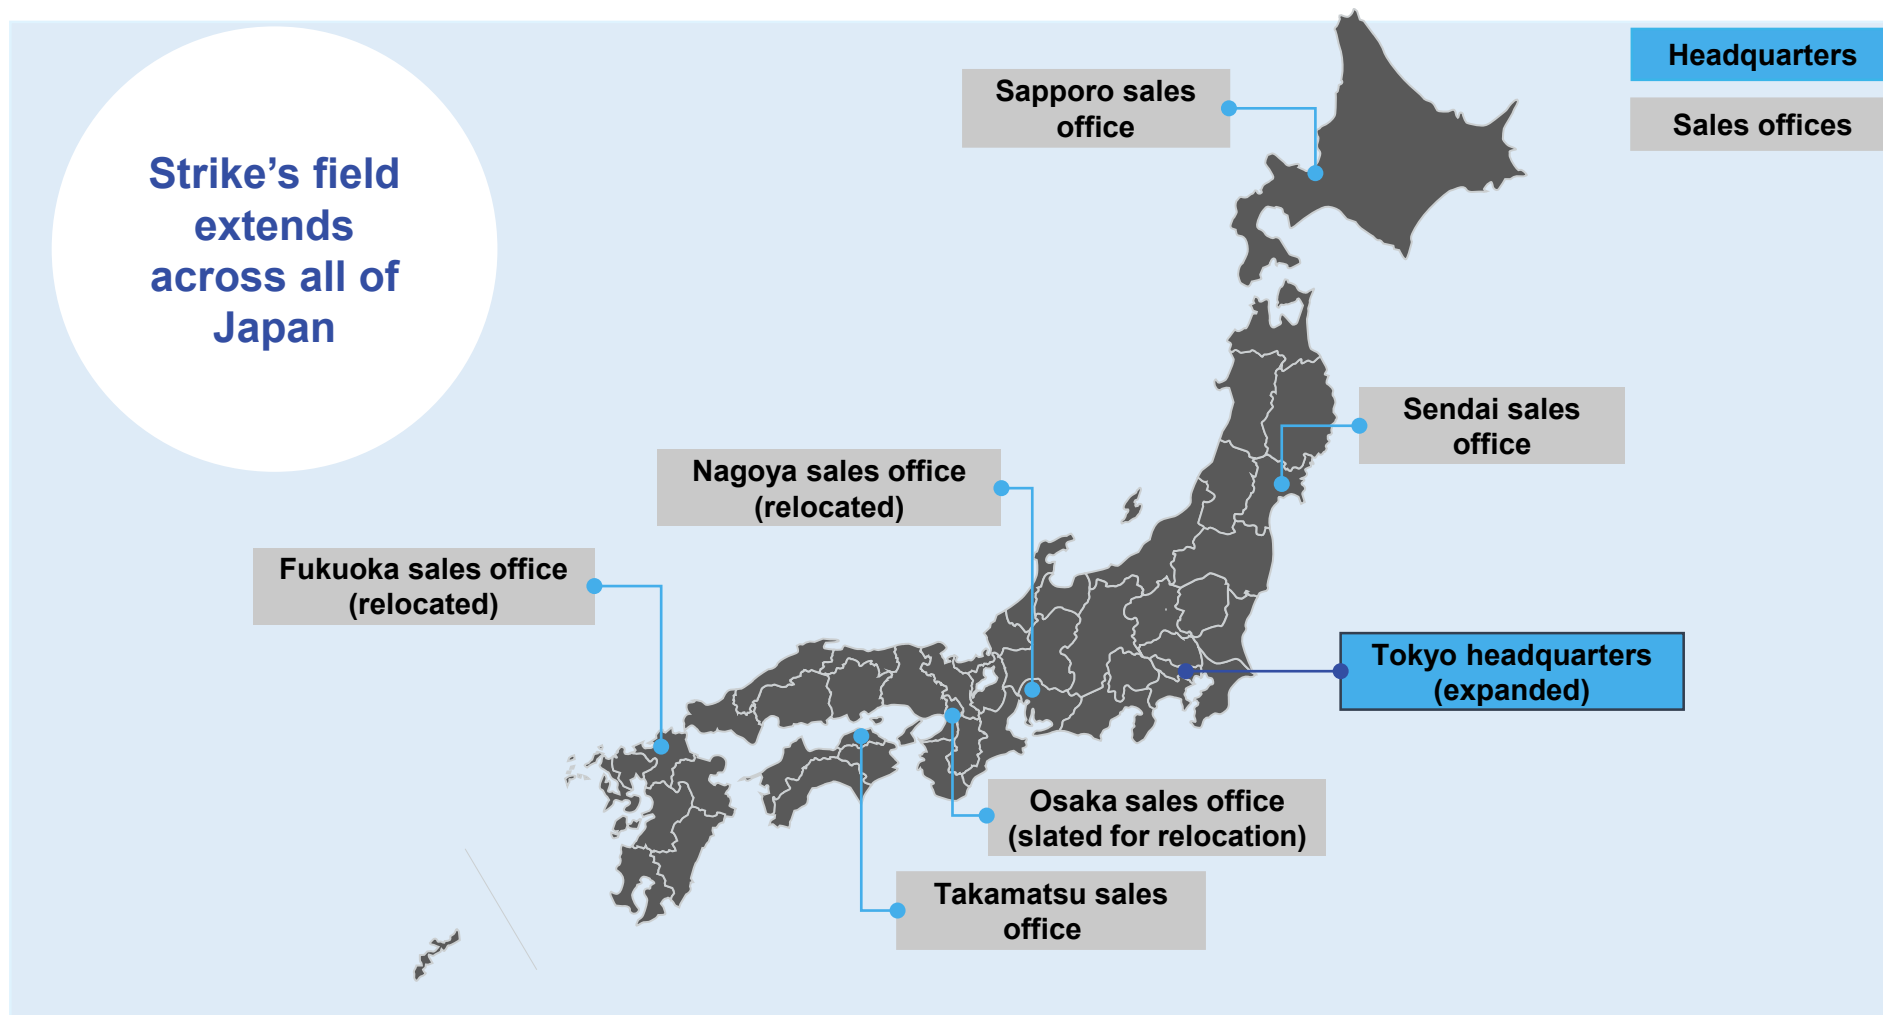 Strike’s field
extends
across all of
Japan
Headquarters
Sales offices
Sapporo sales
office
Sendai sales
office
Nagoya sales office
(relocated)
Fukuoka sales office
(relocated)
Tokyo headquarters
(expanded)
Osaka sales office
(slated for relocation)
Takamatsu sales
office